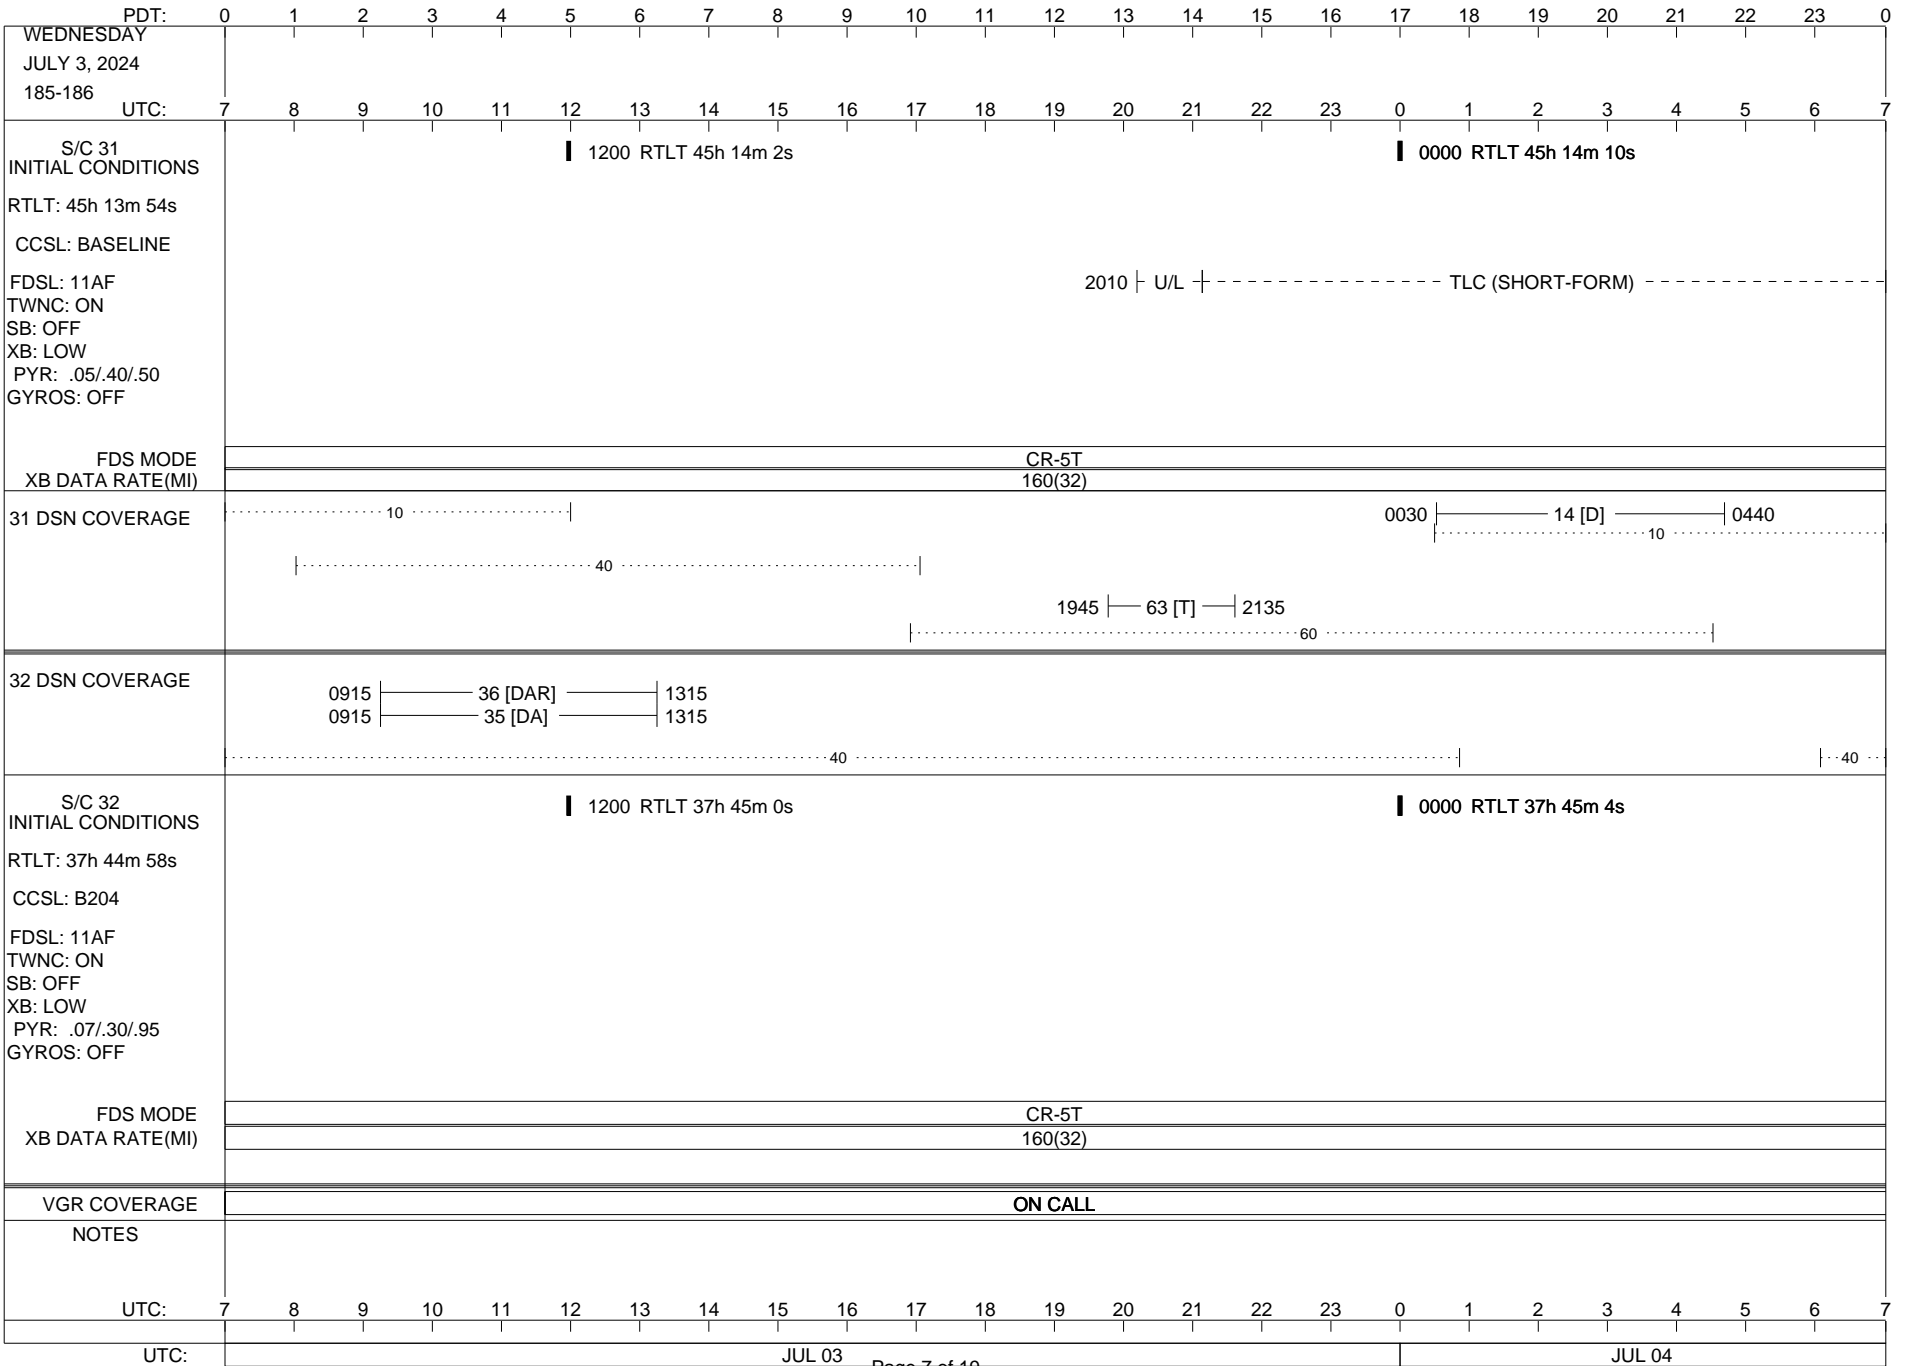 PDT: 0 1 2 3 4 5 6 7 8 9 10 11 12 13 14 15 16 17 18 19 20 21 22 23 0
WEDNESDAY
JULY 3, 2024
185-186
UTC: 7 8 9 10 11 12 13 14 15 16 17 18 19 20 21 22 23 0 1 2 3 4 5 6 7
S/C 31
INITIAL CONDITIONS
1200 RTLT 45h 14m 2s
0000 RTLT 45h 14m 10s
RTLT: 45h 13m 54s
CCSL: BASELINE
FDSL: 11AF
2010 U/L TLC (SHORT-FORM)
TWNC: ON
SB: OFF
XB: LOW
PYR: .05/.40/.50
GYROS: OFF
FDS MODE CR-5T
XB DATA RATE(MI) 160(32)
31 DSN COVERAGE
10
0030 14 [D] 0440
10
40
1945 63 [T] 2135
60
32 DSN COVERAGE
0915 36 [DAR] 1315
0915 35 [DA] 1315
40 40
S/C 32
INITIAL CONDITIONS
1200 RTLT 37h 45m 0s
0000 RTLT 37h 45m 4s
RTLT: 37h 44m 58s
CCSL: B204
FDSL: 11AF
TWNC: ON
SB: OFF
XB: LOW
PYR: .07/.30/.95
GYROS: OFF
FDS MODE CR-5T
XB DATA RATE(MI) 160(32)
VGR COVERAGE ON CALL
NOTES
UTC: 7 8 9 10 11 12 13 14 15 16 17 18 19 20 21 22 23 0 1 2 3 4 5 6 7
UTC: JUL 03 JUL 04
Page 7 of 10